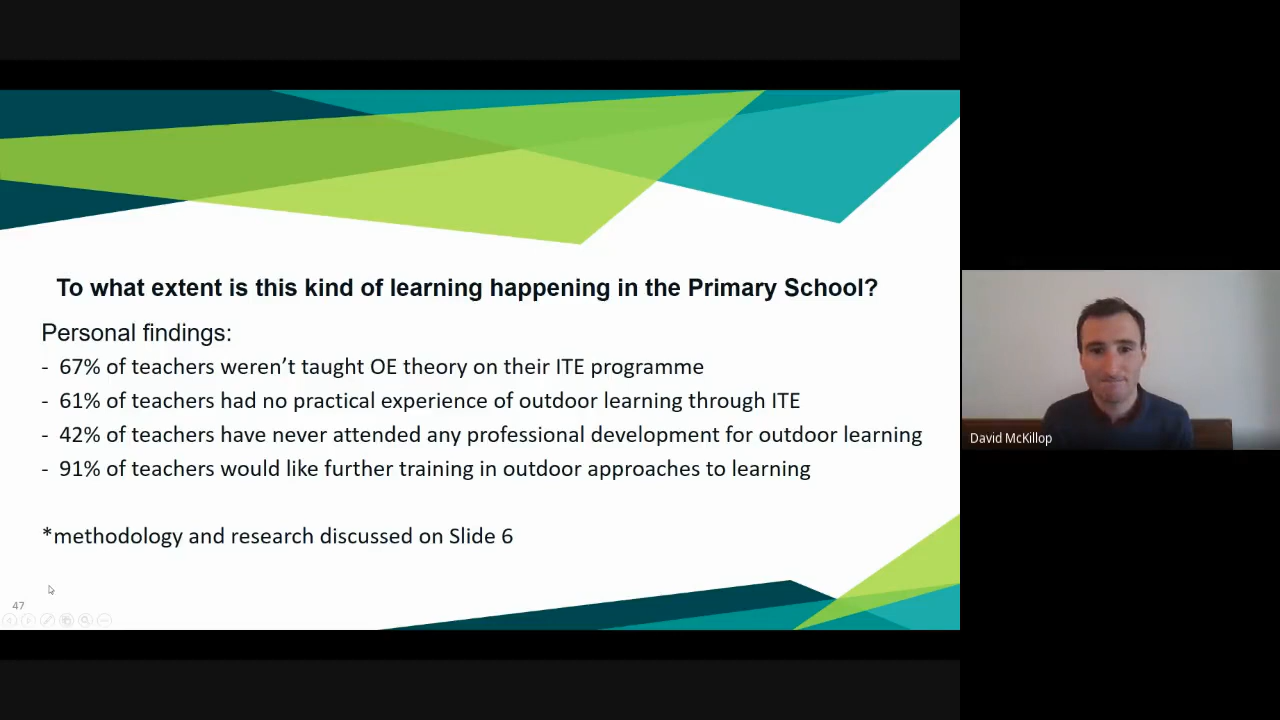 To what extent is this kind of learning happening in the Primary School?
Personal findings:
- 67% of teachers weren’t taught OE theory on their ITE programme
- 61% of teachers had no practical experience of outdoor learning through ITE
- 42% of teachers have never attended any professional development for outdoor learning
- 91% of teachers would like further training in outdoor approaches to learning
*methodology and research discussed on Slide 6
47
David McKillop